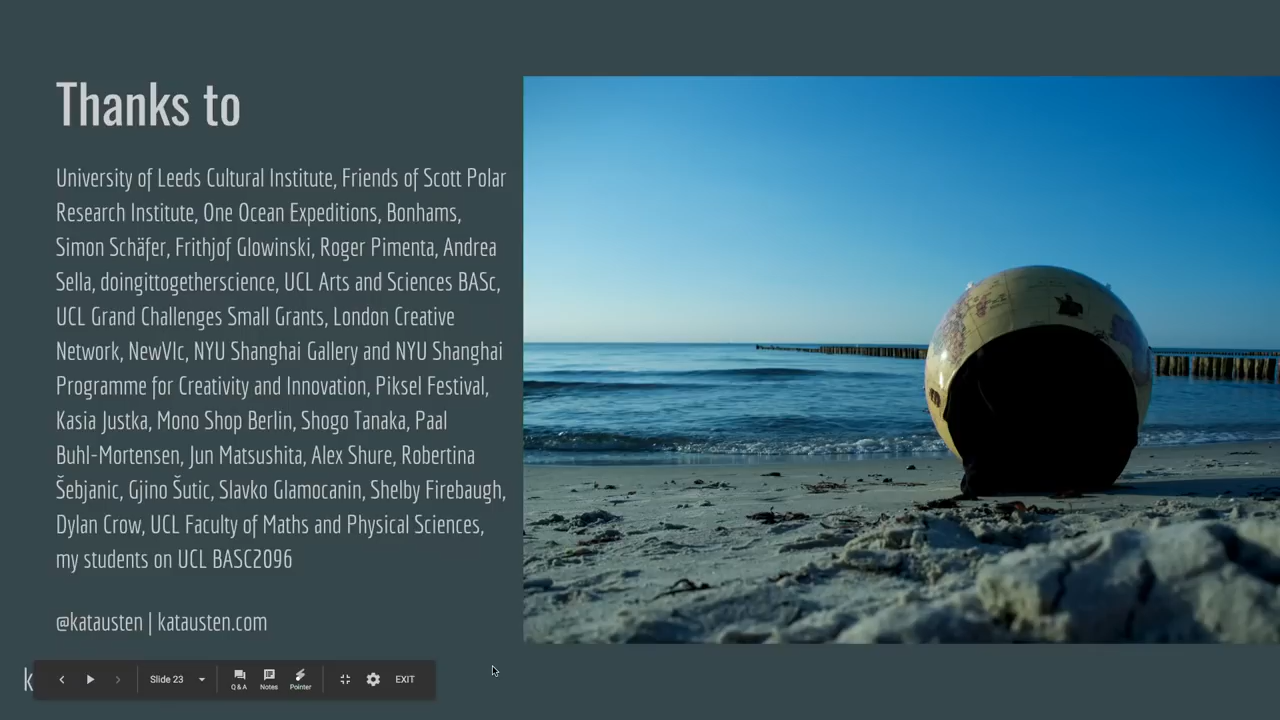 Thanks to
University of Leeds Cultural Institute, Friends of Scott Polar
Research Institute, One Ocean Expeditions, Bonhams,
Simon Schäfer, Frithjof Glowinski, Roger Pimenta, Andrea
Sella, doingittogetherscience, UCL Arts and Sciences BASc,
UCL Grand Challenges Small Grants, London Creative
Network, NewVIc, NYU Shanghai Gallery and NYU Shanghai
Programme for Creativity and Innovation, Piksel Festival,
Kasia Justka, Mono Shop Berlin, Shogo Tanaka, Paal
Buhl-Mortensen, Jun Matsushita, Alex Shure, Robertina
Šebjanic, Gjino Šutic, Slavko Glamocanin, Shelby Firebaugh,
Dylan Crow, UCL Faculty of Maths and Physical Sciences,
my students on UCL BASC2096
@katausten | katausten.com
k
Slide 23
Q & A
Notes
Pointer
EXIT